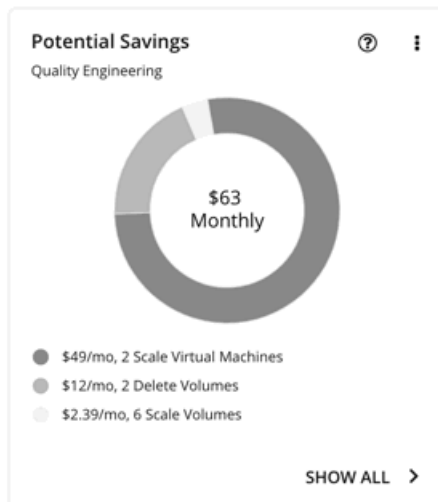 Potential Savings
Quality Engineering
$63
Monthly
$49/mo, 2 Scale Virtual Machines
$12/mo, 2 Delete Volumes
$2.39/mo, 6 Scale Volumes
SHOW ALL